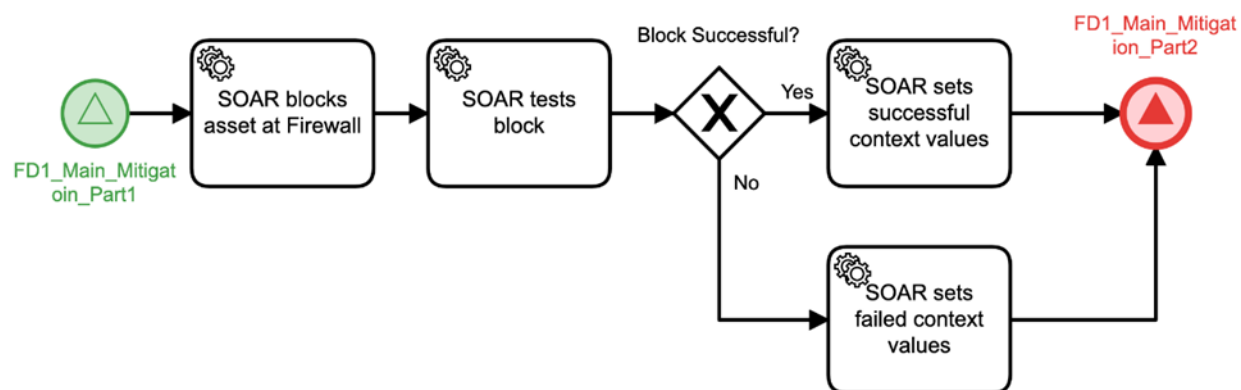 FD1_Main_Mitigat
oin_Part1
SOAR blocks
asset at Firewall
SOAR tests
block
Block Successful?
X
Yes
No
SOAR sets
successful
context values
SOAR sets
failed context
values
FD1_Main_Mitigat
ion_Part2